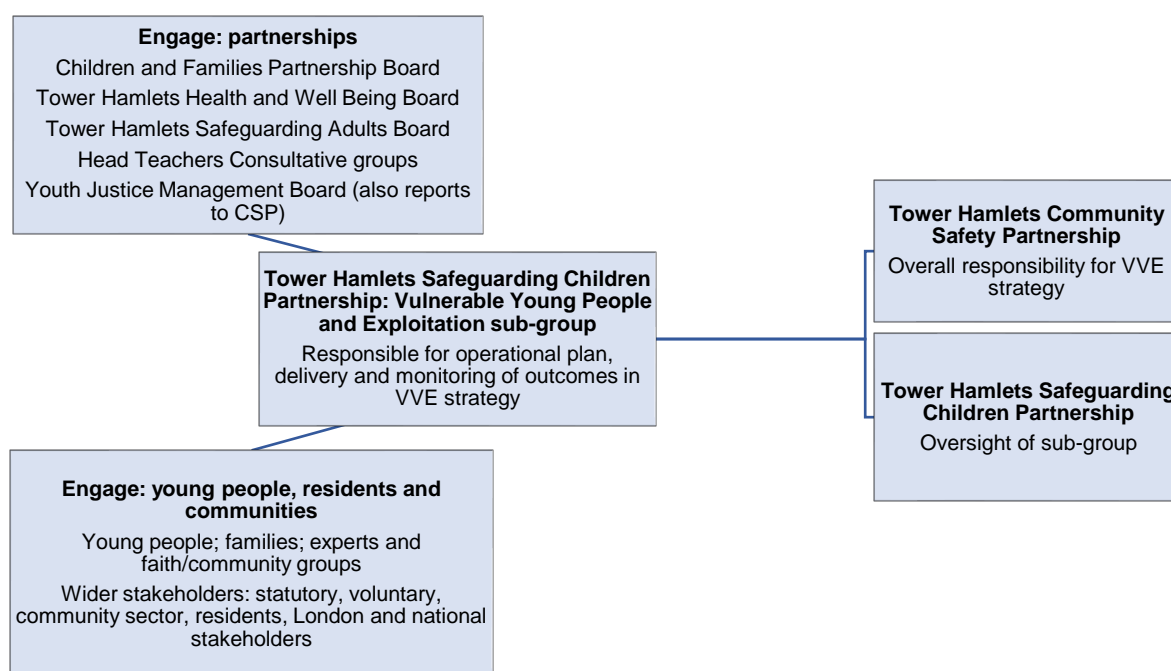 Engage: partnerships
Children and Families Partnership Board
Tower Hamlets Health and Well Being Board
Tower Hamlets Safeguarding Adults Board
Head Teachers Consultative groups
Youth Justice Management Board (also reports
to CSP)
Tower Hamlets Safeguarding Children
Partnership: Vulnerable Young People
and Exploitation sub-group
Responsible for operational plan,
delivery and monitoring of outcomes in
VVE strategy
Engage: young people, residents and
communities
Young people; families; experts and
faith/community groups
Wider stakeholders: statutory, voluntary,
community sector, residents, London and national
stakeholders
Tower Hamlets Community
Safety Partnership
Overall responsibility for VVE
strategy
Tower Hamlets Safeguarding
Children Partnership
Oversight of sub-group